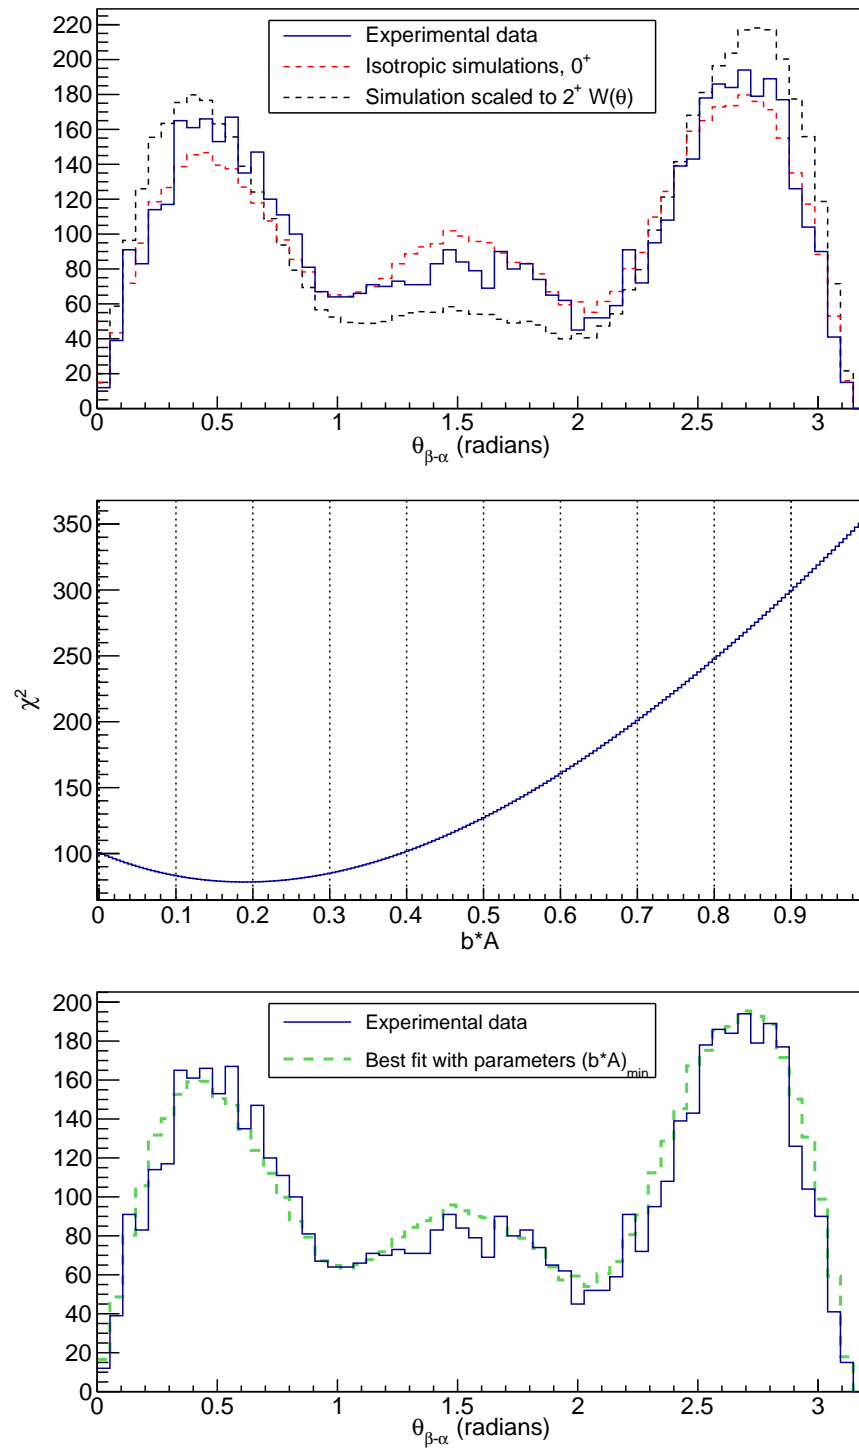 220
200
180
160
140
120
100
80
60
40
20
0
Experimental data
Isotropic simulations, 0⁺
Simulation scaled to 2⁺ W(θ)
0 0.5 1 1.5 2 2.5 3
θβ-α (radians)
350
300
250
200
150
100
χ²
0 0.1 0.2 0.3 0.4 0.5 0.6 0.7 0.8 0.9
b*A
200
180
160
140
120
100
80
60
40
20
0
Experimental data
Best fit with parameters (b*A)min
0 0.5 1 1.5 2 2.5 3
θβ-α (radians)